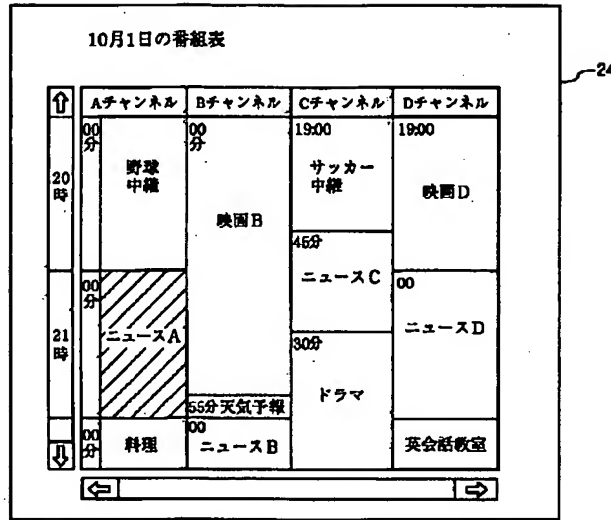 10月1日の番組表
24
Aチャンネル Bチャンネル Cチャンネル Dチャンネル
20時
21時
00分
野球
中継
00分
ニュースA
00分
料理
00分
映画B
55分 天気予報
00
ニュースB
19:00
サッカー
中継
45分
ニュースC
30分
ドラマ
19:00
映画D
00
ニュースD
英会話教室